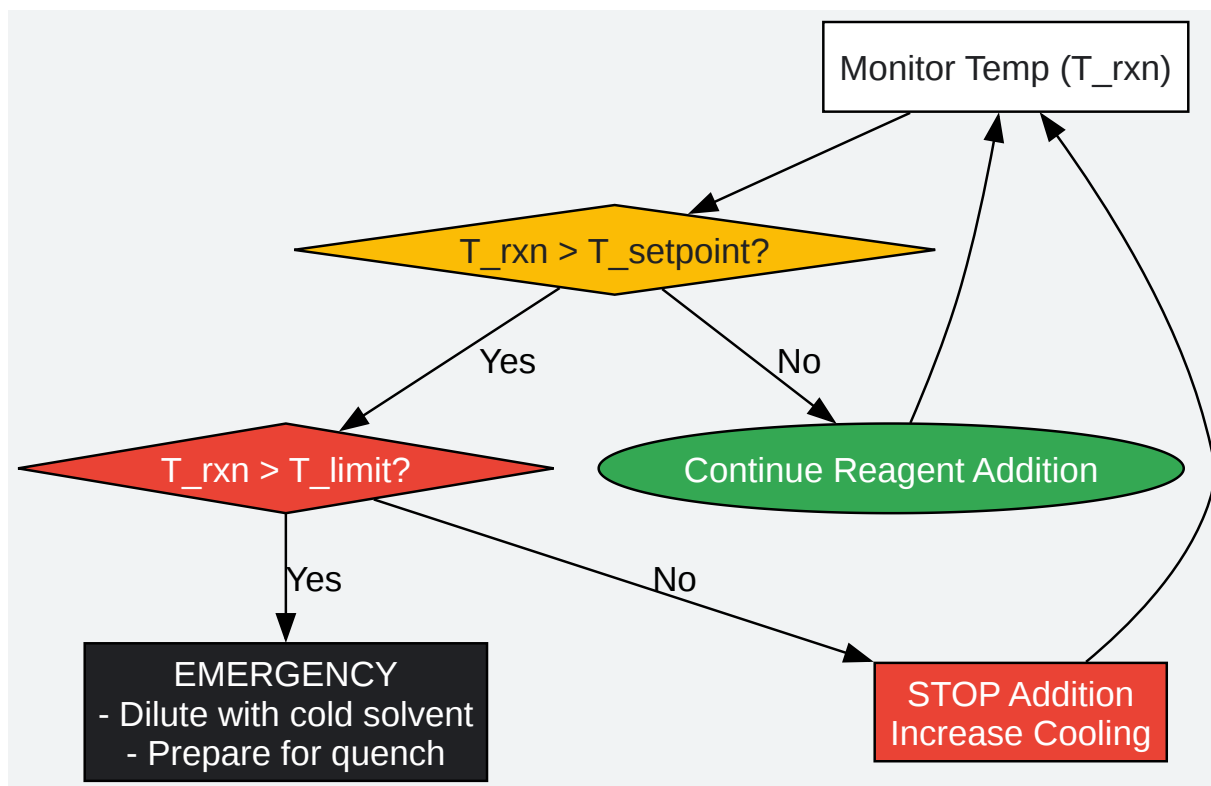 Monitor Temp (T_rxn)
T_rxn > T_setpoint?
Yes
No
T_rxn > T_limit?
Continue Reagent Addition
Yes
No
EMERGENCY
- Dilute with cold solvent
- Prepare for quench
STOP Addition
Increase Cooling